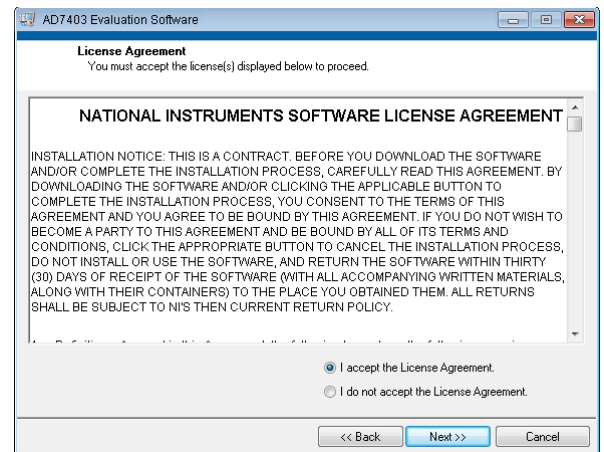 AD7403 Evaluation Software
License Agreement
You must accept the license(s) displayed below to proceed.
NATIONAL INSTRUMENTS SOFTWARE LICENSE AGREEMENT
INSTALLATION NOTICE: THIS IS A CONTRACT. BEFORE YOU DOWNLOAD THE SOFTWARE
AND/OR COMPLETE THE INSTALLATION PROCESS, CAREFULLY READ THIS AGREEMENT. BY
DOWNLOADING THE SOFTWARE AND/OR CLICKING THE APPLICABLE BUTTON TO
COMPLETE THE INSTALLATION PROCESS, YOU CONSENT TO THE TERMS OF THIS
AGREEMENT AND YOU AGREE TO BE BOUND BY THIS AGREEMENT. IF YOU DO NOT WISH TO
BECOME A PARTY TO THIS AGREEMENT AND BE BOUND BY ALL OF ITS TERMS AND
CONDITIONS, CLICK THE APPROPRIATE BUTTON TO CANCEL THE INSTALLATION PROCESS,
DO NOT INSTALL OR USE THE SOFTWARE, AND RETURN THE SOFTWARE WITHIN THIRTY
(30) DAYS OF RECEIPT OF THE SOFTWARE (WITH ALL ACCOMPANYING WRITTEN MATERIALS,
ALONG WITH THEIR CONTAINERS) TO THE PLACE YOU OBTAINED THEM. ALL RETURNS
SHALL BE SUBJECT TO NI'S THEN CURRENT RETURN POLICY.
I accept the License Agreement.
I do not accept the License Agreement.
<< Back
Next >>
Cancel